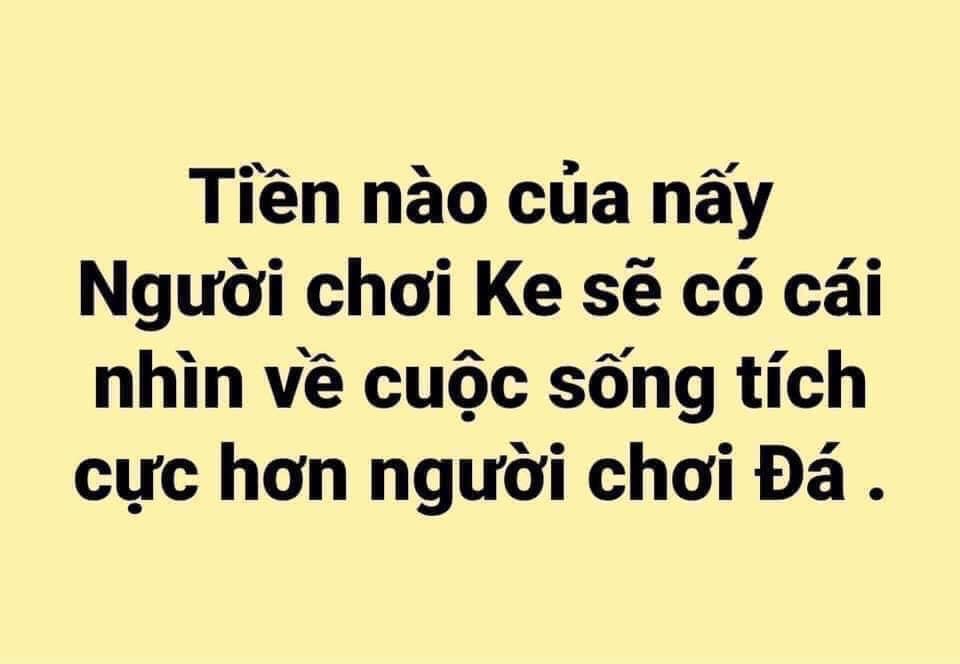 Tiền nào của nấy
Người chơi Ke sẽ có cái
nhìn về cuộc sống tích
cực hơn người chơi Đá .